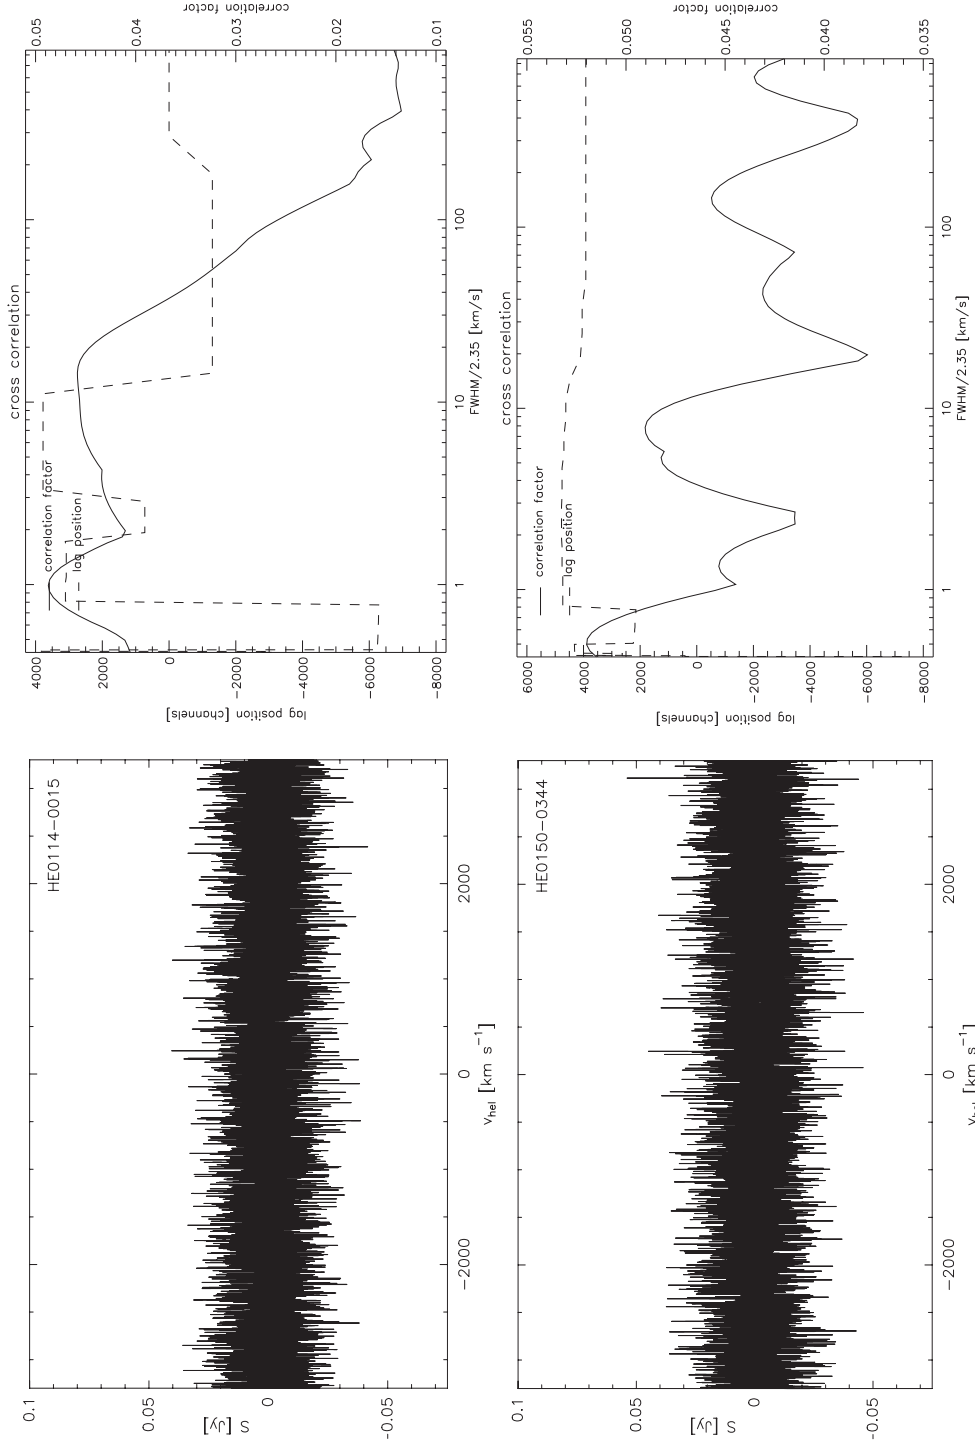 HE0114−0015
0.1
0.05
0
−0.05
S [Jy]
−2000
0
2000
v_hel [km s⁻¹]
cross correlation
4000
2000
0
−2000
−4000
−6000
−8000
lag position [channels]
correlation factor
lag position
0.05
0.04
0.03
0.02
0.01
correlation factor
1
10
100
FWHM/2.35 [km/s]
HE0150−0344
0.1
0.05
0
−0.05
S [Jy]
−2000
0
2000
v_hel [km s⁻¹]
cross correlation
6000
4000
2000
0
−2000
−4000
−6000
−8000
lag position [channels]
correlation factor
lag position
0.055
0.050
0.045
0.040
0.035
correlation factor
1
10
100
FWHM/2.35 [km/s]